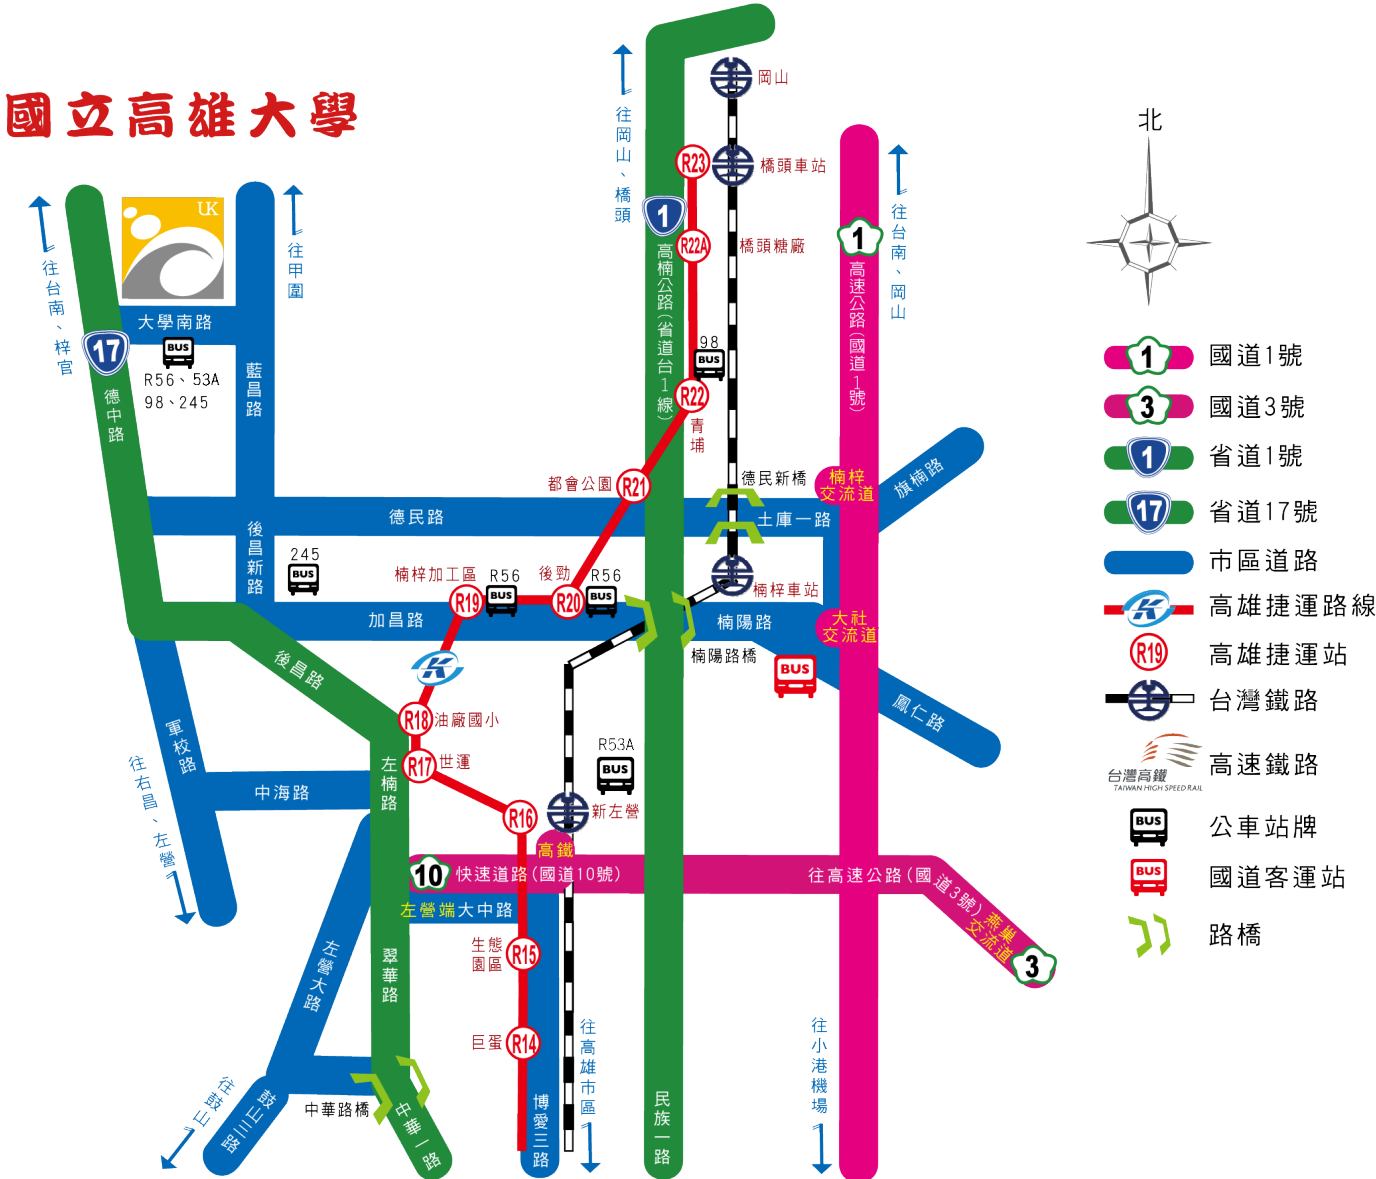 國立高雄大學
UK
往台南、梓官
往甲圍
17
大學南路
BUS
R56、53A
98、245
德中路
藍昌路
後昌新路
往岡山、橋頭
岡山
R23
橋頭車站
1
R22A
橋頭糖廠
高楠公路(省道台1線)
98
BUS
R22
青埔
1
高速公路(國道1號)
往台南、岡山
都會公園
R21
德民新橋
楠梓
交流道
旗楠路
德民路
土庫一路
245
BUS
楠梓加工區
R56
後勁
R56
R19
BUS
R20
BUS
楠梓車站
加昌路
楠陽路
大社
交流道
楠陽路橋
BUS
鳳仁路
後昌路
K
R18
油廠國小
R17
世運
軍校路
往右昌、左營
左楠路
中海路
R53A
BUS
R16
新左營
高鐵
10
快速道路(國道10號)
往高速公路(國道3號)
燕巢
交流道
3
左營端大中路
生態
園區
R15
翠華路
左營大路
巨蛋
R14
往高雄市區
往小港機場
往鼓山
鼓山三路
中華路橋
中華一路
博愛三路
民族一路
北
1
國道1號
3
國道3號
1
省道1號
17
省道17號
市區道路
K
高雄捷運路線
R19
高雄捷運站
台灣鐵路
台灣高鐵
TAIWAN HIGH SPEED RAIL
高速鐵路
BUS
公車站牌
BUS
國道客運站
路橋